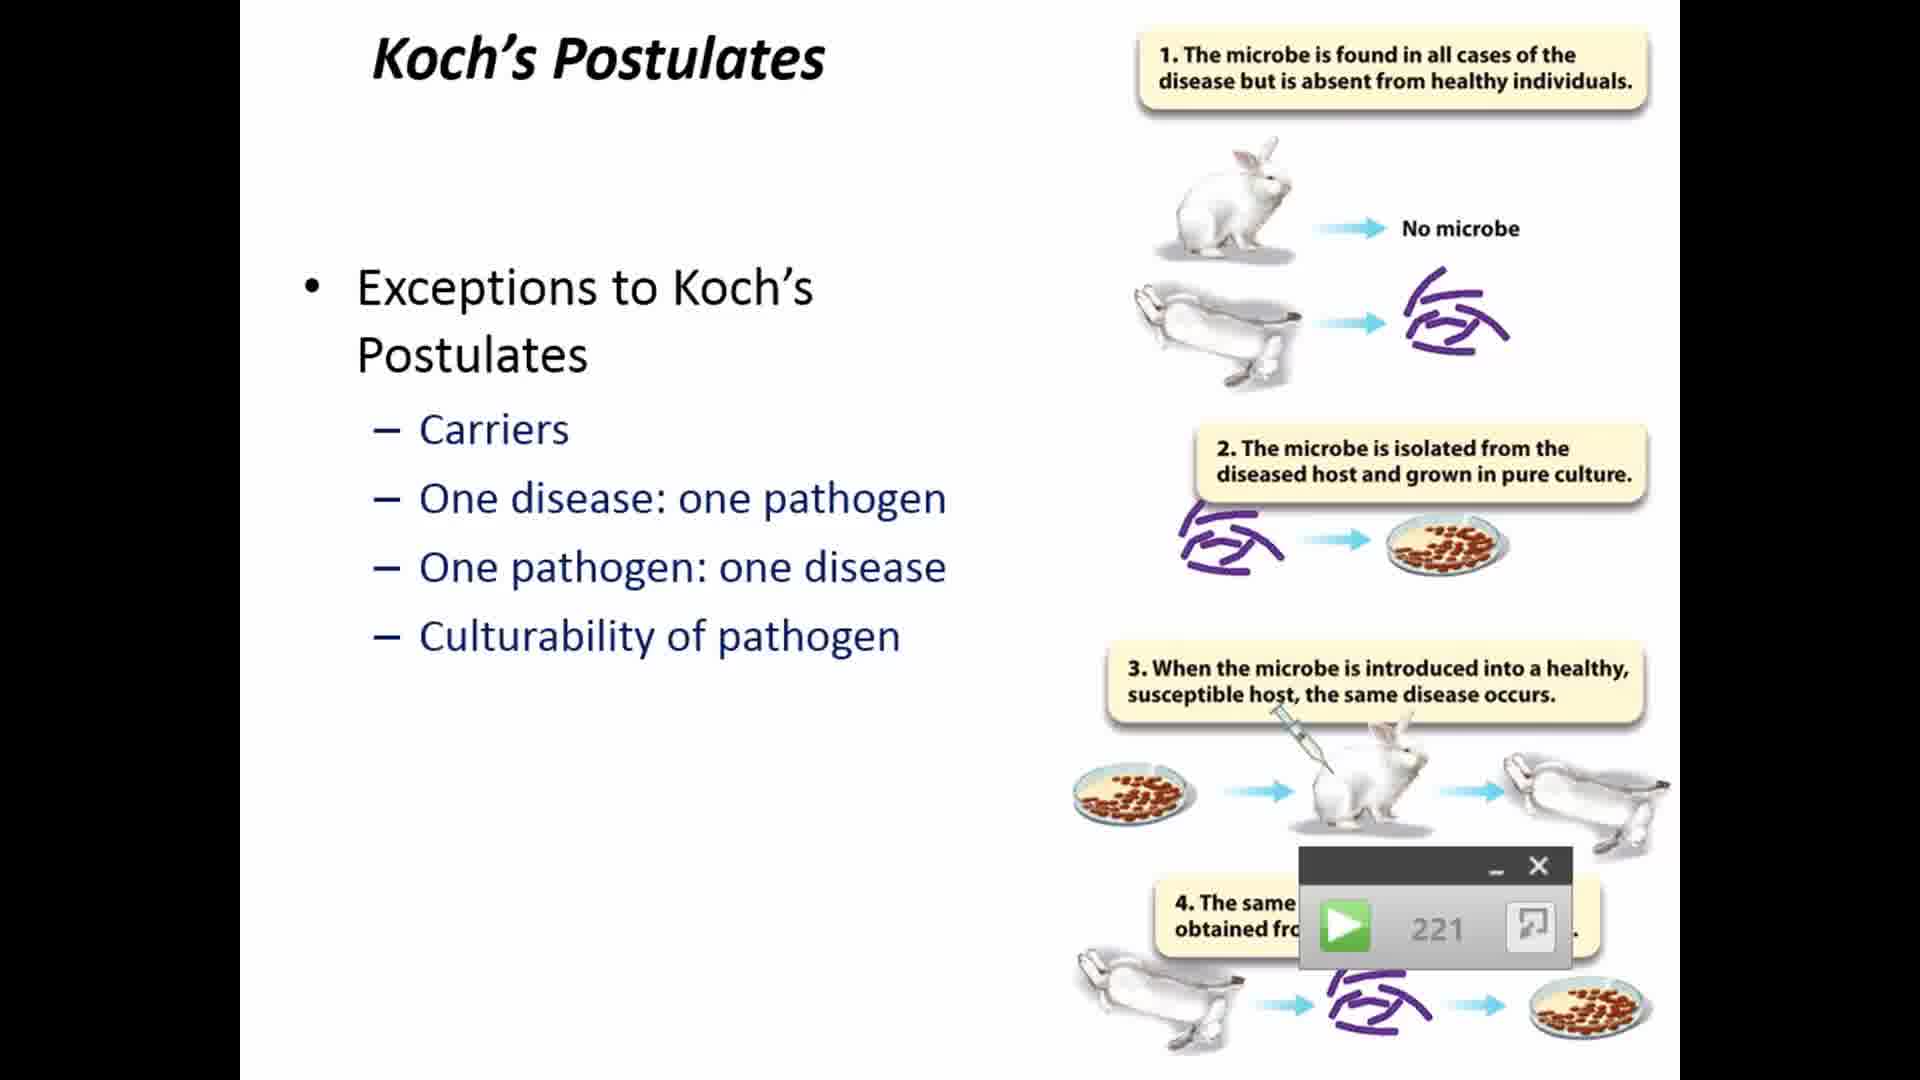 Koch's Postulates
• Exceptions to Koch's
Postulates
– Carriers
– One disease: one pathogen
– One pathogen: one disease
– Culturability of pathogen
1. The microbe is found in all cases of the
disease but is absent from healthy individuals.
No microbe
2. The microbe is isolated from the
diseased host and grown in pure culture.
3. When the microbe is introduced into a healthy,
susceptible host, the same disease occurs.
4. The same
obtained
221